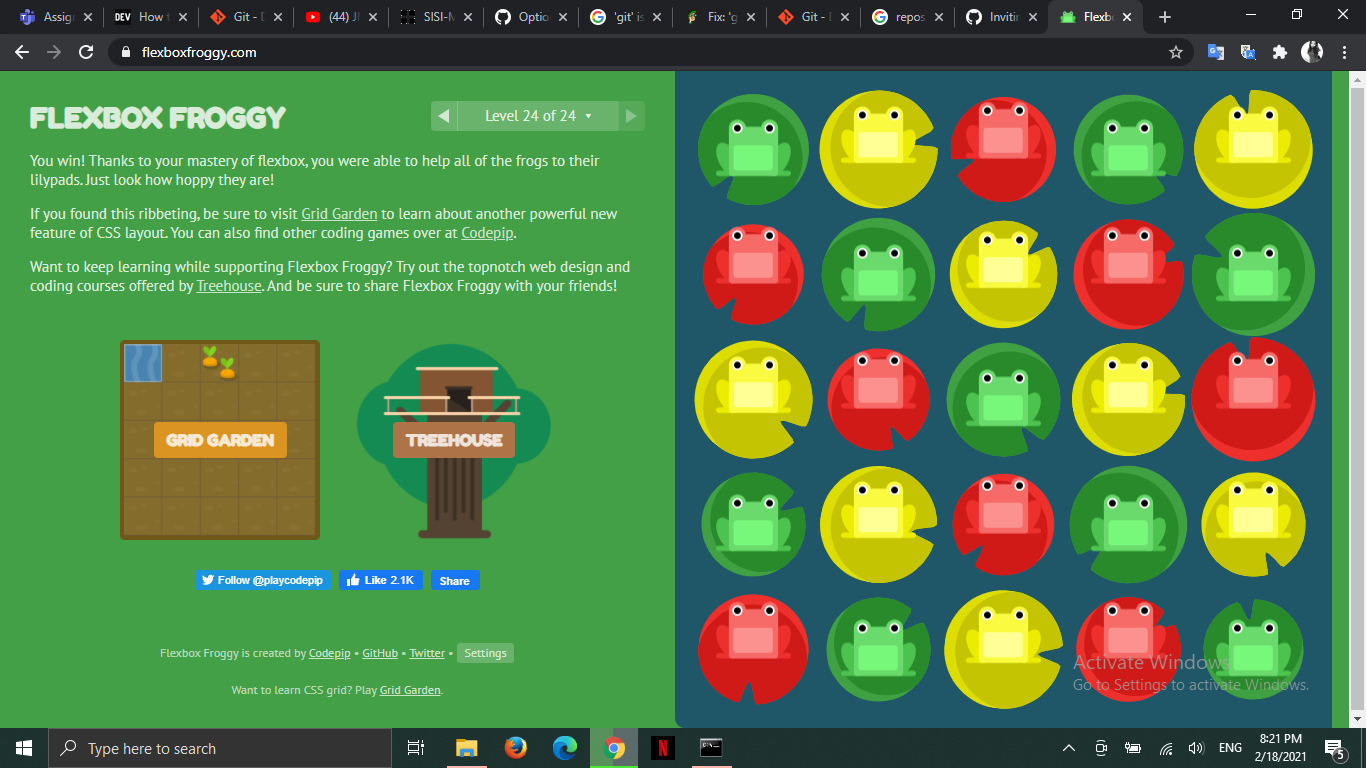 Assign
DEV
How t
Git - D
(44) JI
SISI-M
Optio
'git' is
Fix: 'g
Git - D
repos
Invitin
Flexb
flexboxfroggy.com
FLEXBOX FROGGY
Level 24 of 24
You win! Thanks to your mastery of flexbox, you were able to help all of the frogs to their
lilypads. Just look how hoppy they are!
If you found this ribbeting, be sure to visit Grid Garden to learn about another powerful new
feature of CSS layout. You can also find other coding games over at Codepip.
Want to keep learning while supporting Flexbox Froggy? Try out the topnotch web design and
coding courses offered by Treehouse. And be sure to share Flexbox Froggy with your friends!
GRID GARDEN
TREEHOUSE
Follow @playcodepip
Like 2.1K
Share
Flexbox Froggy is created by Codepip • GitHub • Twitter • Settings
Want to learn CSS grid? Play Grid Garden.
Activate Windows
Go to Settings to activate Windows.
Type here to search
N
ENG
8:21 PM
2/18/2021
5